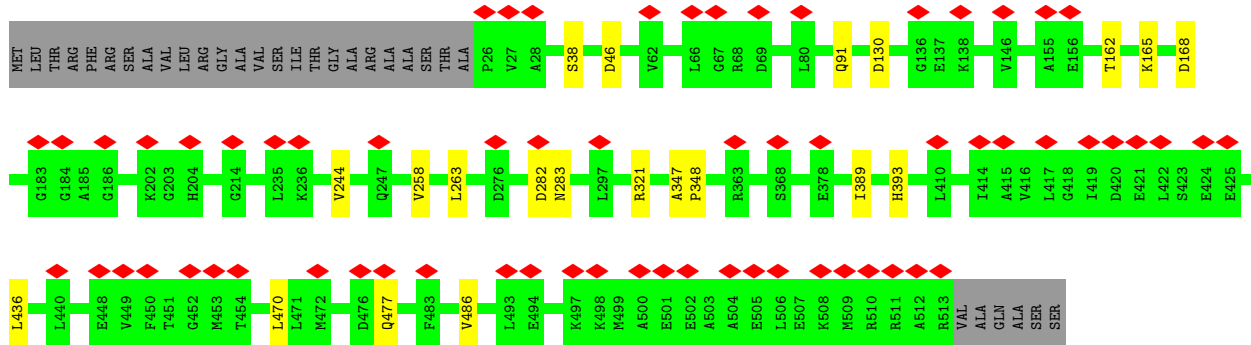 MET LEU THR ARG PHE ARG SER ALA VAL LEU ARG GLY ALA VAL SER ILE THR GLY ALA ARG ALA ALA SER THR ALA P26 V27 A28 S38 D46 V62 L66 G67 R68 D69 L80 Q91 D130 G136 E137 K138 V146 A155 E156 T162 K165 D168
G183 G184 A185 G186 K202 G203 H204 G214 L235 K236 V244 Q247 V258 L263 D276 D282 N283 L297 R321 A347 P348 R363 S368 E378 I389 H393 L410 I414 A415 V416 L417 G418 I419 D420 E421 L422 S423 E424 E425
L436 L440 E448 V449 F450 T451 G452 M453 T454 L470 L471 M472 D476 Q477 F483 V486 L493 E494 K497 K498 M499 A500 E501 E502 A503 A504 E505 L506 E507 K508 M509 R510 R511 A512 R513 VAL ALA GLN ALA SER SER